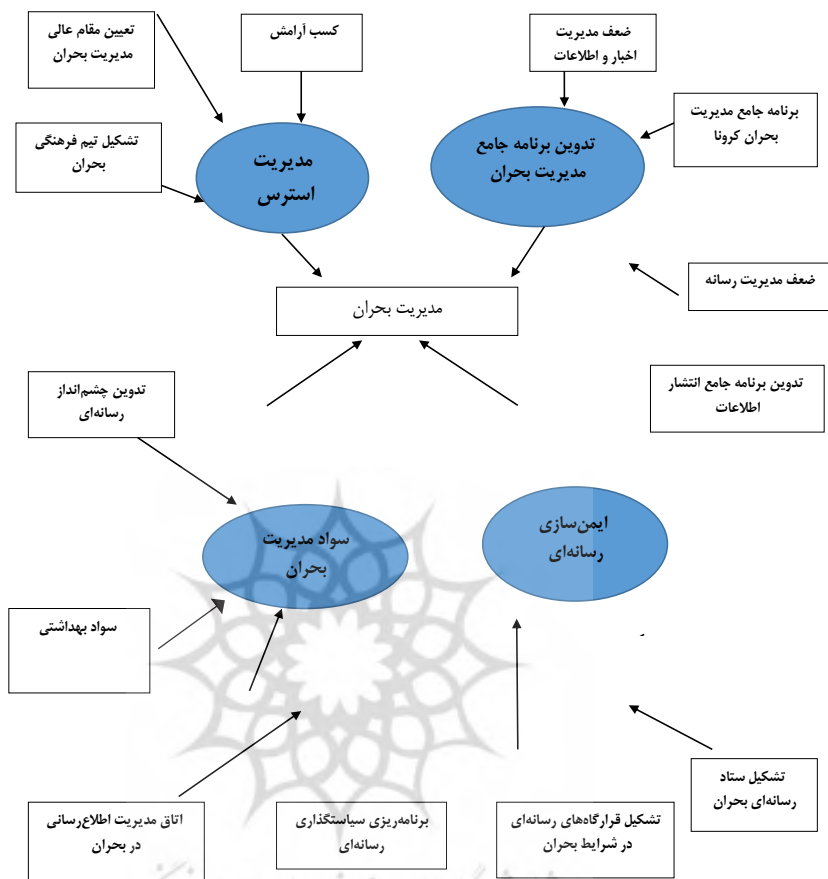 ضعف مدیریت
اخبار و اطلاعات
کسب آرامش
تعیین مقام عالی
مدیریت بحران
برنامه جامع مدیریت
بحران کرونا
تدوین برنامه جامع
مدیریت بحران
مدیریت
استرس
تشکیل تیم فرهنگی
بحران
ضعف مدیریت رسانه
مدیریت بحران
تدوین برنامه جامع انتشار
اطلاعات
تدوین چشم‌انداز
رسانه‌ای
ایمن‌سازی
رسانه‌ای
سواد مدیریت
بحران
سواد بهداشتی
تشکیل ستاد
رسانه‌ای بحران
تشکیل قرارگاه‌های رسانه‌ای
در شرایط بحران
برنامه‌ریزی سیاستگذاری
رسانه‌ای
اتاق مدیریت اطلاع‌رسانی
در بحران